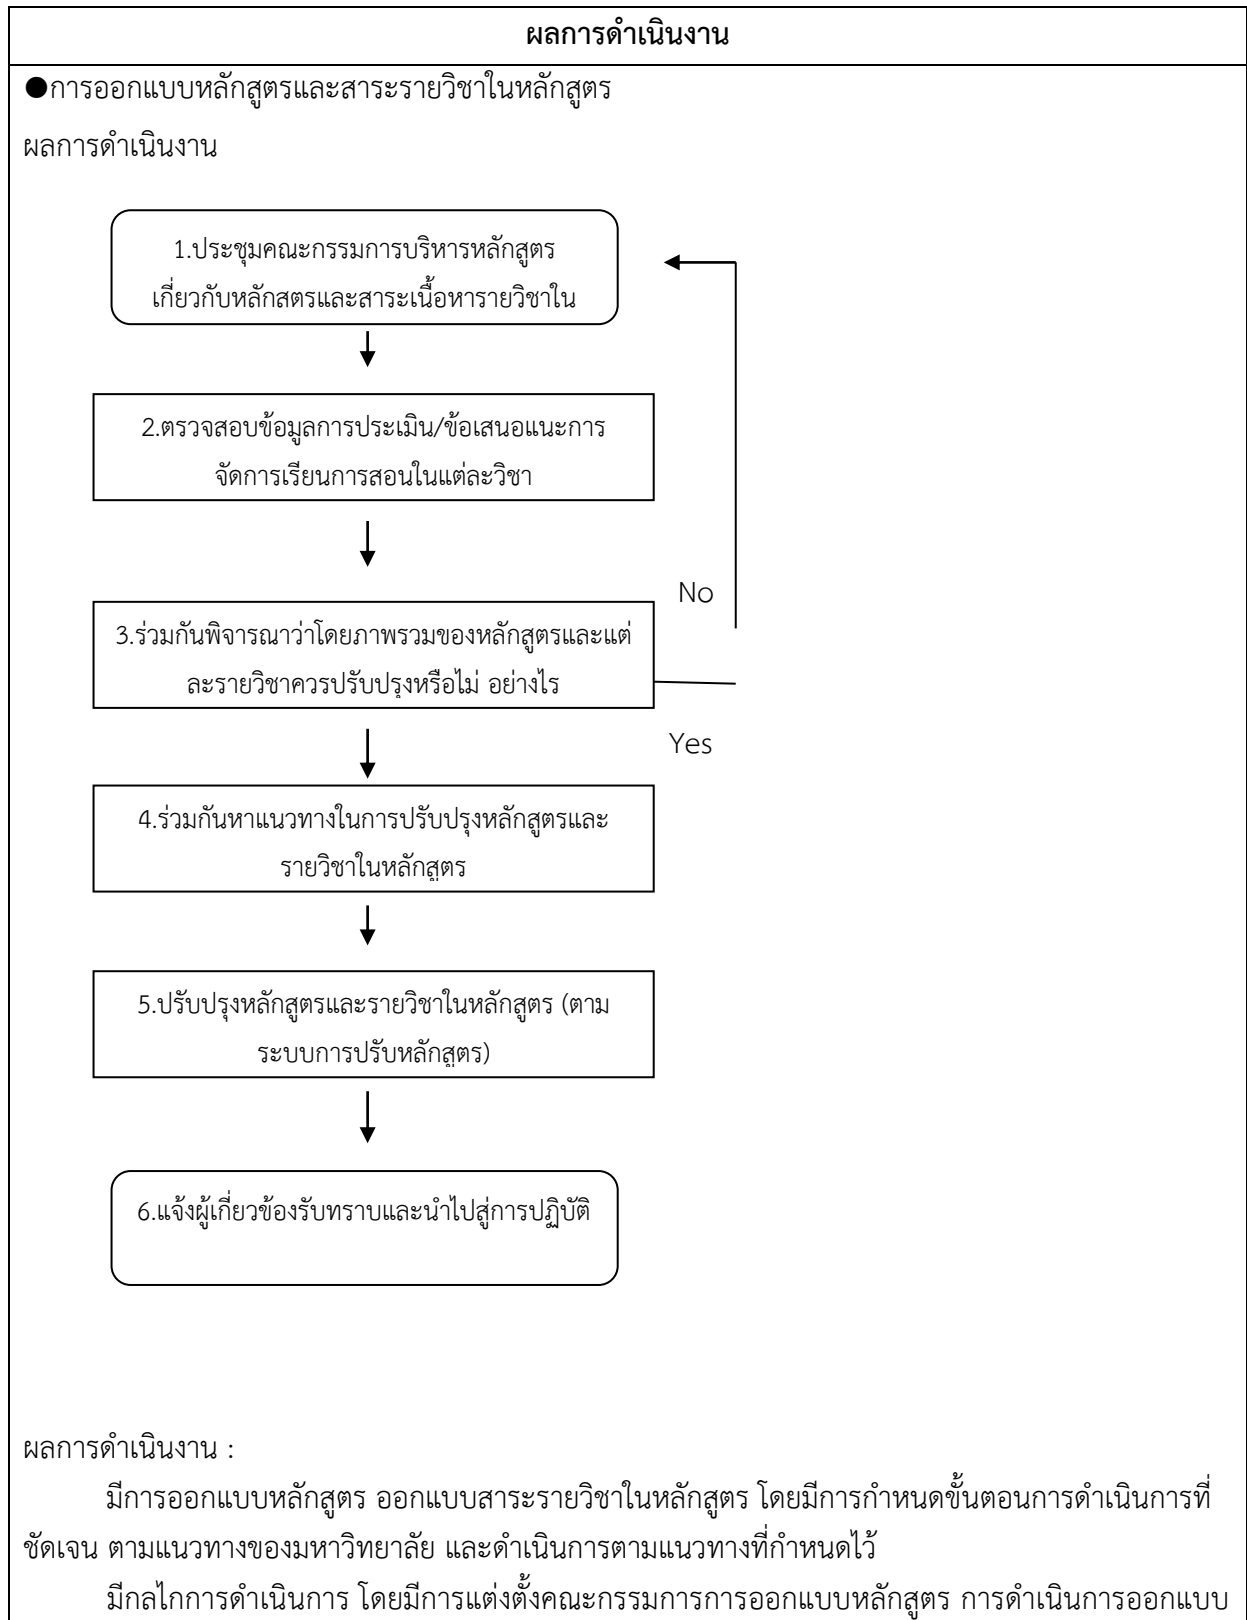 ผลการดำเนินงาน
●การออกแบบหลักสูตรและสาระรายวิชาในหลักสูตร
ผลการดำเนินงาน
1.ประชุมคณะกรรมการบริหารหลักสูตร
เกี่ยวกับหลักสตรและสาระเนื้อหารายวิชาใน
2.ตรวจสอบข้อมูลการประเมิน/ข้อเสนอแนะการ
จัดการเรียนการสอนในแต่ละวิชา
No
3.ร่วมกันพิจารณาว่าโดยภาพรวมของหลักสูตรและแต่
ละรายวิชาควรปรับปรุงหรือไม่ อย่างไร
Yes
4.ร่วมกันหาแนวทางในการปรับปรุงหลักสูตรและ
รายวิชาในหลักสูตร
5.ปรับปรุงหลักสูตรและรายวิชาในหลักสูตร (ตาม
ระบบการปรับหลักสูตร)
6.แจ้งผู้เกี่ยวข้องรับทราบและนำไปสู่การปฏิบัติ
ผลการดำเนินงาน :
มีการออกแบบหลักสูตร ออกแบบสาระรายวิชาในหลักสูตร โดยมีการกำหนดขั้นตอนการดำเนินการที่
ชัดเจน ตามแนวทางของมหาวิทยาลัย และดำเนินการตามแนวทางที่กำหนดไว้
มีกลไกการดำเนินการ โดยมีการแต่งตั้งคณะกรรมการการออกแบบหลักสูตร การดำเนินการออกแบบ